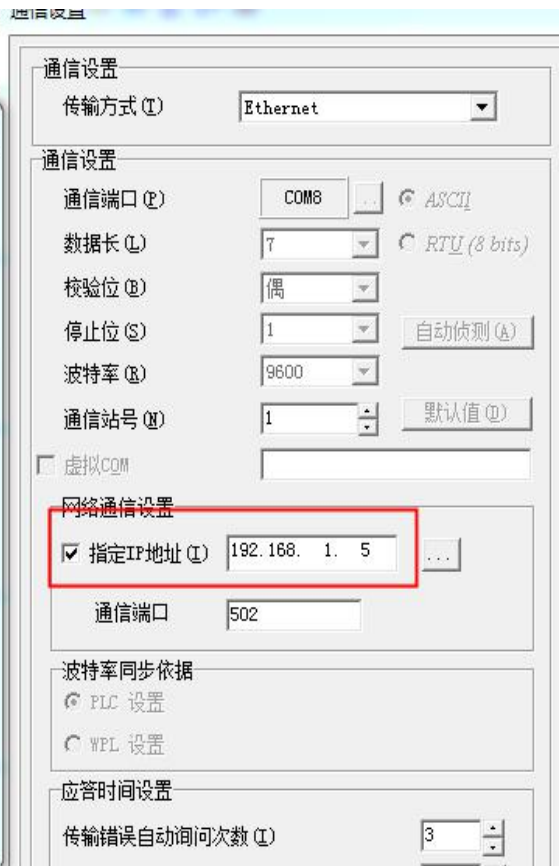 通信设置
通信设置
传输方式(T) Ethernet
通信设置
通信端口(P) COM8 .. ASCII
数据长(L) 7 RTU (8 bits)
校验位(B) 偶
停止位(S) 1 自动侦测(A)
波特率(R) 9600
通信站号(N) 1 默认值(D)
虚拟COM
网络通信设置
指定IP地址(I) 192.168. 1. 5 ...
通信端口 502
波特率同步依据
PLC 设置
WPL 设置
应答时间设置
传输错误自动询问次数(I) 3